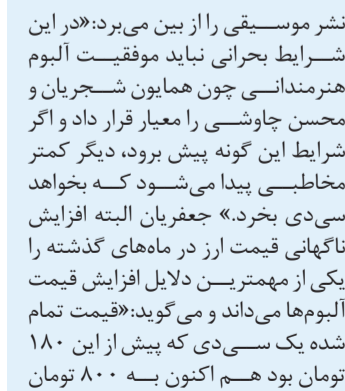 نشر موسیقی را از بین می‌برد:«در این
شرایط بحرانی نباید موفقیت آلبوم
هنرمندانی چون همایون شجریان و
محسن چاوشی را معیار قرار داد و اگر
شرایط این گونه پیش برود، دیگر کمتر
مخاطبی پیدا می‌شود که بخواهد
سی‌دی بخرد.» جعفریان البته افزایش
ناگهانی قیمت ارز در ماه‌های گذشته را
یکی از مهمترین دلایل افزایش قیمت
آلبوم‌ها می‌داند و می‌گوید:«قیمت تمام
شده یک سی‌دی که پیش از این ۱۸۰
تومان بود هم اکنون به ۸۰۰ تومان